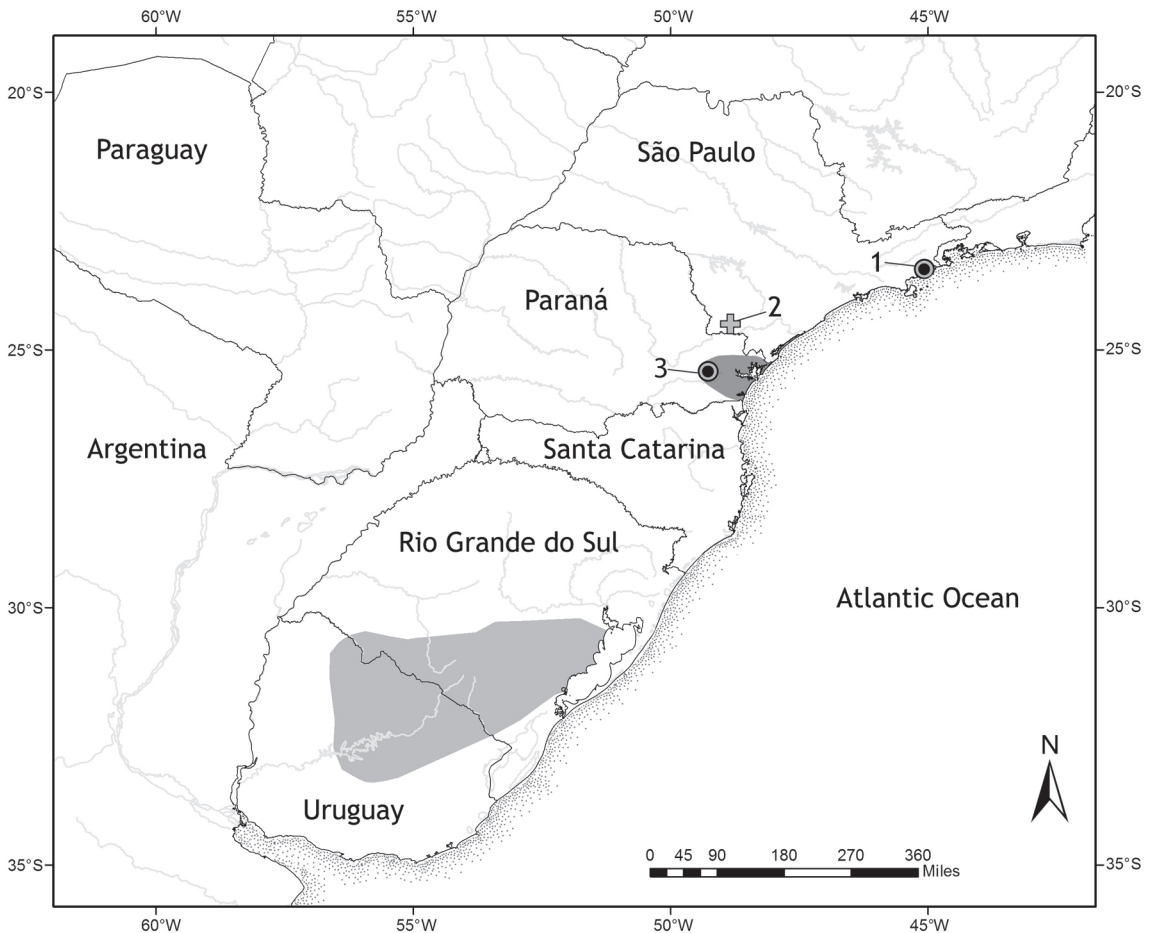 60°W 55°W 50°W 45°W
20°S 20°S
Paraguay
São Paulo
1
Paraná
2
25°S 25°S
3
Argentina
Santa Catarina
Rio Grande do Sul
Atlantic Ocean
30°S 30°S
N
Uruguay
0 45 90 180 270 360
Miles
35°S 35°S
60°W 55°W 50°W 45°W